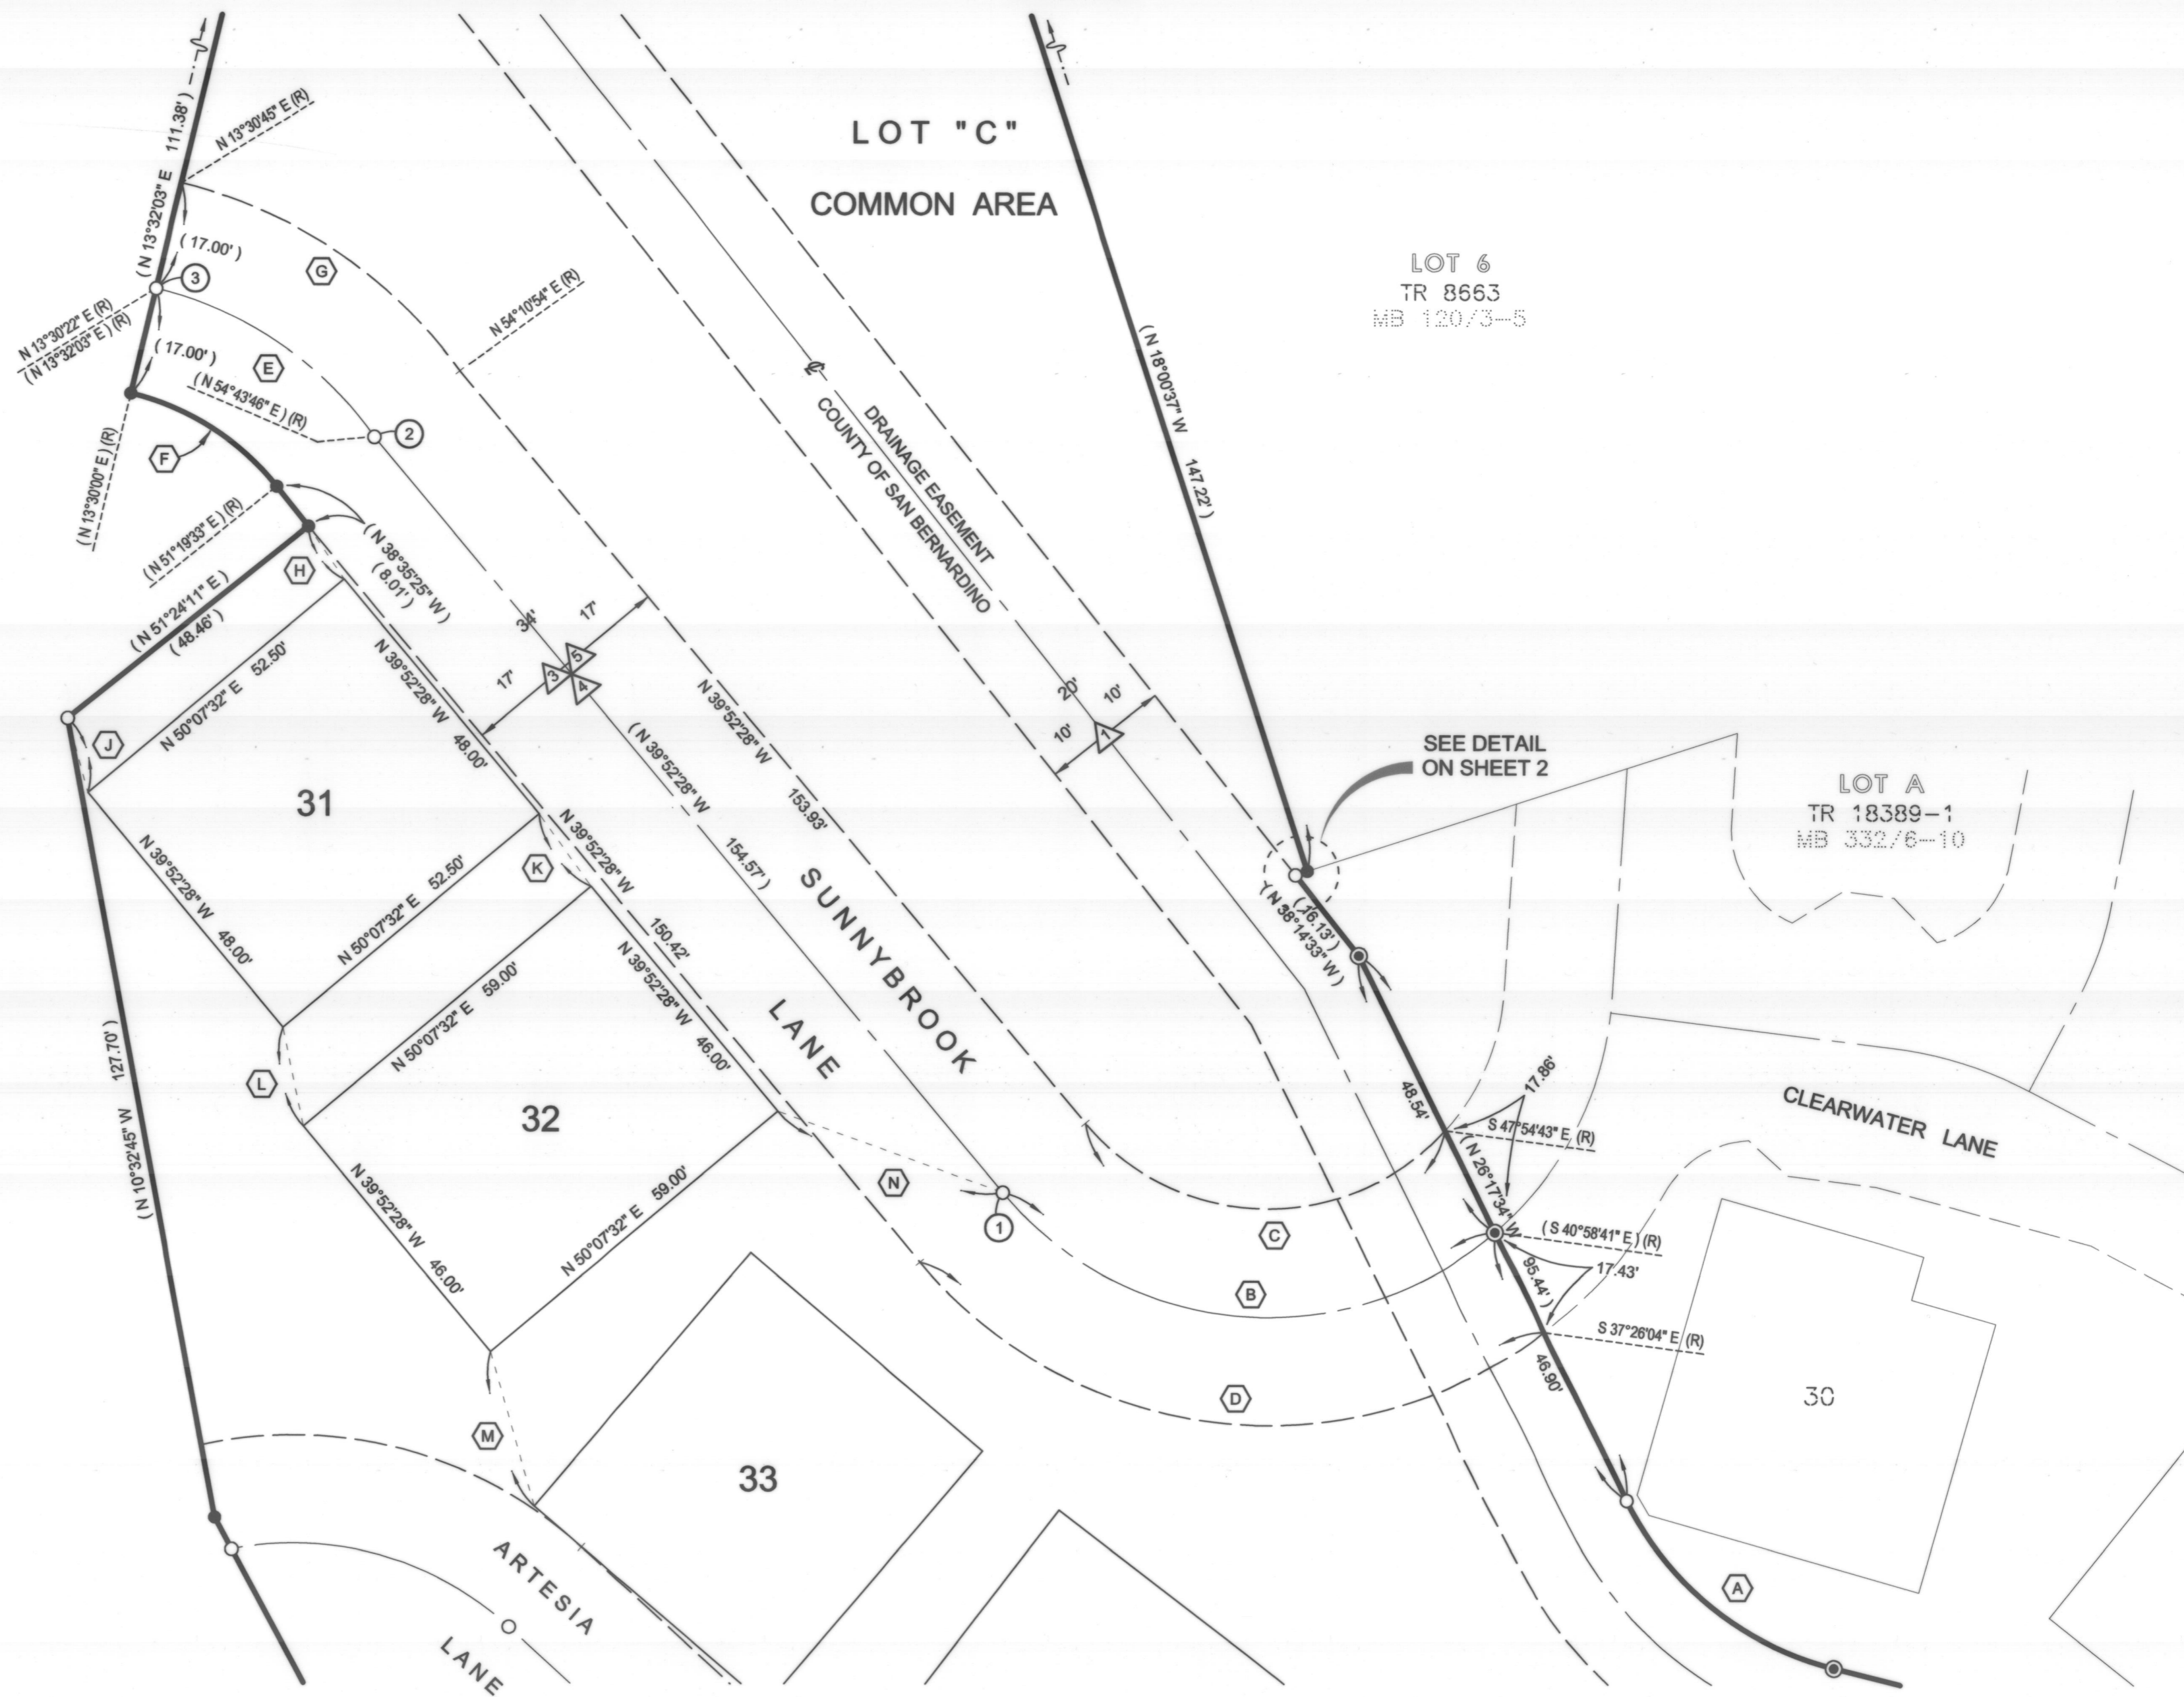 LOT "C"
COMMON AREA
LOT 6
TR 8663
MB 120/3-5
( N 13°32'03" E 111.38' )
N 13°30'45" E (R)
( 17.00' )
3
G
N 54°10'54" E (R)
N 13°30'22" E (R)
( N 13°32'03" E ) (R)
( 17.00' )
E
( N 54°43'46" E ) (R)
2
F
( N 13°30'00" E ) (R)
( N 51°19'33" E ) (R)
( N 38°35'25" W )
( 8.01' )
H
( N 51°24'11" E )
( 48.46' )
DRAINAGE EASEMENT
COUNTY OF SAN BERNARDINO
( N 18°00'37" W 147.22' )
34'
17'
17'
3
5
4
20'
10'
10'
1
SEE DETAIL
ON SHEET 2
LOT A
TR 18389-1
MB 332/6-10
J
N 50°07'32" E 52.50'
N 39°52'28" W 48.00'
31
N 39°52'28" W 48.00'
N 50°07'32" E 52.50'
K
N 39°52'28" W 150.42'
( N 39°52'28" W 154.57' )
N 39°52'28" W 153.93'
SUNNYBROOK
LANE
( 16.13' )
( N 38°14'33" W )
( N 10°32'45" W 127.70' )
L
N 50°07'32" E 59.00'
N 39°52'28" W 46.00'
32
N 39°52'28" W 46.00'
N 50°07'32" E 59.00'
N
1
C
B
D
48.54'
17.86'
S 47°54'43" E (R)
( N 26°17'34" W 95.44' )
( S 40°58'41" E ) (R)
17.43'
S 37°26'04" E (R)
46.90'
CLEARWATER LANE
30
M
33
ARTESIA
LANE
A